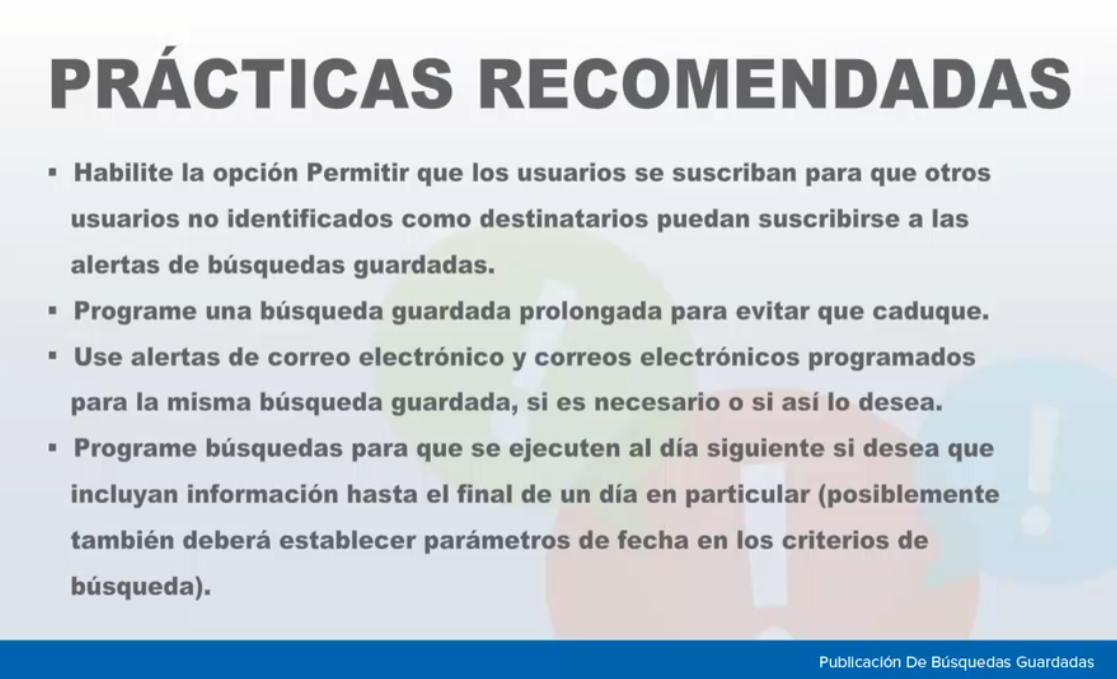 PRÁCTICAS RECOMENDADAS
▪ Habilite la opción Permitir que los usuarios se suscriban para que otros
usuarios no identificados como destinatarios puedan suscribirse a las
alertas de búsquedas guardadas.
▪ Programe una búsqueda guardada prolongada para evitar que caduque.
▪ Use alertas de correo electrónico y correos electrónicos programados
para la misma búsqueda guardada, si es necesario o si así lo desea.
▪ Programe búsquedas para que se ejecuten al día siguiente si desea que
incluyan información hasta el final de un día en particular (posiblemente
también deberá establecer parámetros de fecha en los criterios de
búsqueda).
Publicación De Búsquedas Guardadas